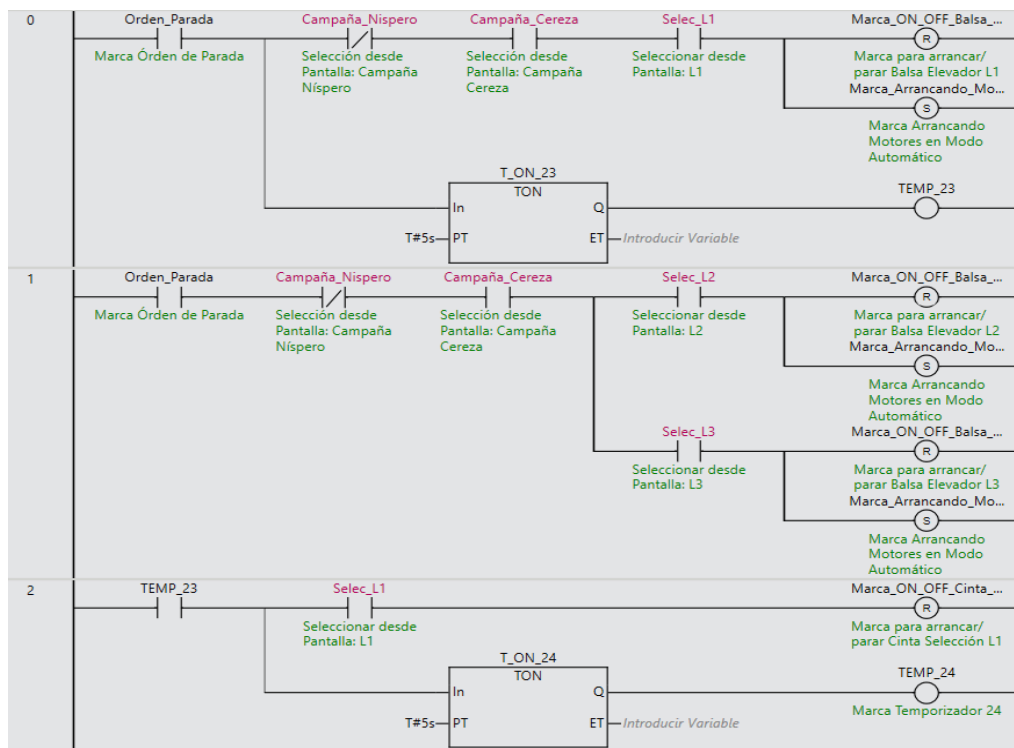 0
Orden_Parada
Campaña_Nispero
Campaña_Cereza
Selec_L1
Marca_ON_OFF_Balsa_...
R
Marca Órden de Parada
Selección desde
Pantalla: Campaña
Níspero
Selección desde
Pantalla: Campaña
Cereza
Seleccionar desde
Pantalla: L1
Marca para arrancar/
parar Balsa Elevador L1
Marca_Arrancando_Mo...
S
Marca Arrancando
Motores en Modo
Automático
T_ON_23
TON
In
Q
T#5s
PT
ET
Introducir Variable
TEMP_23
1
Orden_Parada
Campaña_Nispero
Campaña_Cereza
Selec_L2
Marca_ON_OFF_Balsa_...
R
Marca Órden de Parada
Selección desde
Pantalla: Campaña
Níspero
Selección desde
Pantalla: Campaña
Cereza
Seleccionar desde
Pantalla: L2
Marca para arrancar/
parar Balsa Elevador L2
Marca_Arrancando_Mo...
S
Marca Arrancando
Motores en Modo
Automático
Selec_L3
Marca_ON_OFF_Balsa_...
R
Seleccionar desde
Pantalla: L3
Marca para arrancar/
parar Balsa Elevador L3
Marca_Arrancando_Mo...
S
Marca Arrancando
Motores en Modo
Automático
2
TEMP_23
Selec_L1
Marca_ON_OFF_Cinta_...
R
Seleccionar desde
Pantalla: L1
Marca para arrancar/
parar Cinta Selección L1
T_ON_24
TON
In
Q
T#5s
PT
ET
Introducir Variable
TEMP_24
Marca Temporizador 24